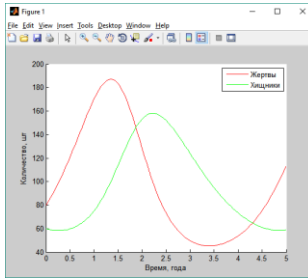 Figure 1
File Edit View Insert Tools Desktop Window Help
200
180
160
140
120
100
80
60
40
Количество, шт
Жертвы
Хищники
0 0.5 1 1.5 2 2.5 3 3.5 4 4.5 5
Время, года